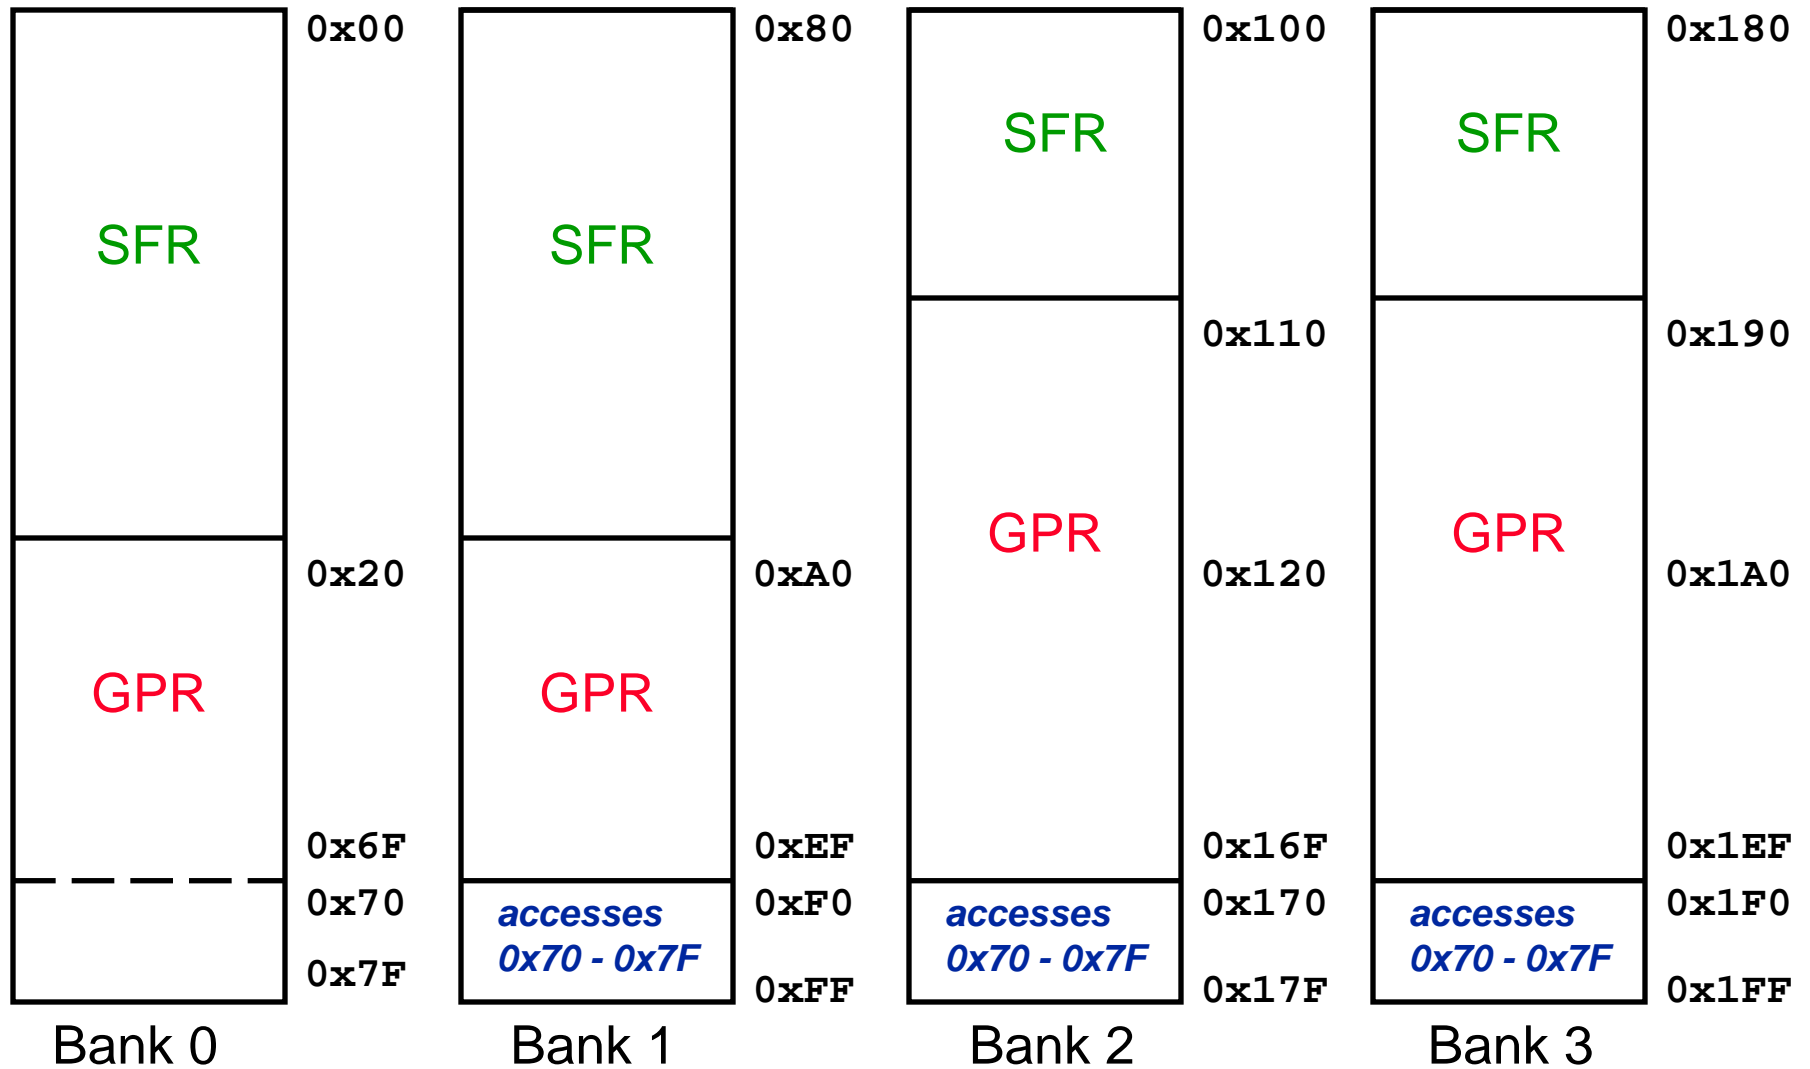 0x00
0x80
0x100
0x180
SFR
SFR
SFR
SFR
0x110
0x190
GPR
GPR
0x20
0xA0
0x120
0x1A0
GPR
GPR
0x6F
0xEF
0x16F
0x1EF
0x70
accesses
0xF0
accesses
0x170
accesses
0x1F0
0x70 - 0x7F
0x70 - 0x7F
0x70 - 0x7F
0x7F
0xFF
0x17F
0x1FF
Bank 0
Bank 1
Bank 2
Bank 3